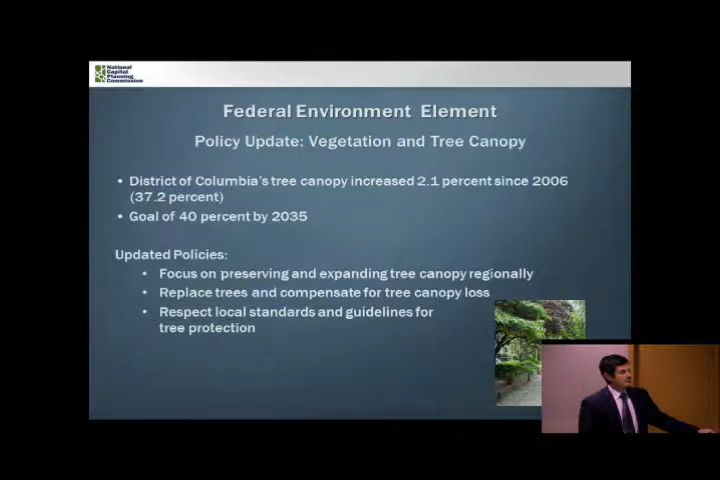 National
Capital
Planning
Commission
Federal Environment Element
Policy Update: Vegetation and Tree Canopy
• District of Columbia's tree canopy increased 2.1 percent since 2006
(37.2 percent)
• Goal of 40 percent by 2035
Updated Policies:
• Focus on preserving and expanding tree canopy regionally
• Replace trees and compensate for tree canopy loss
• Respect local standards and guidelines for
tree protection